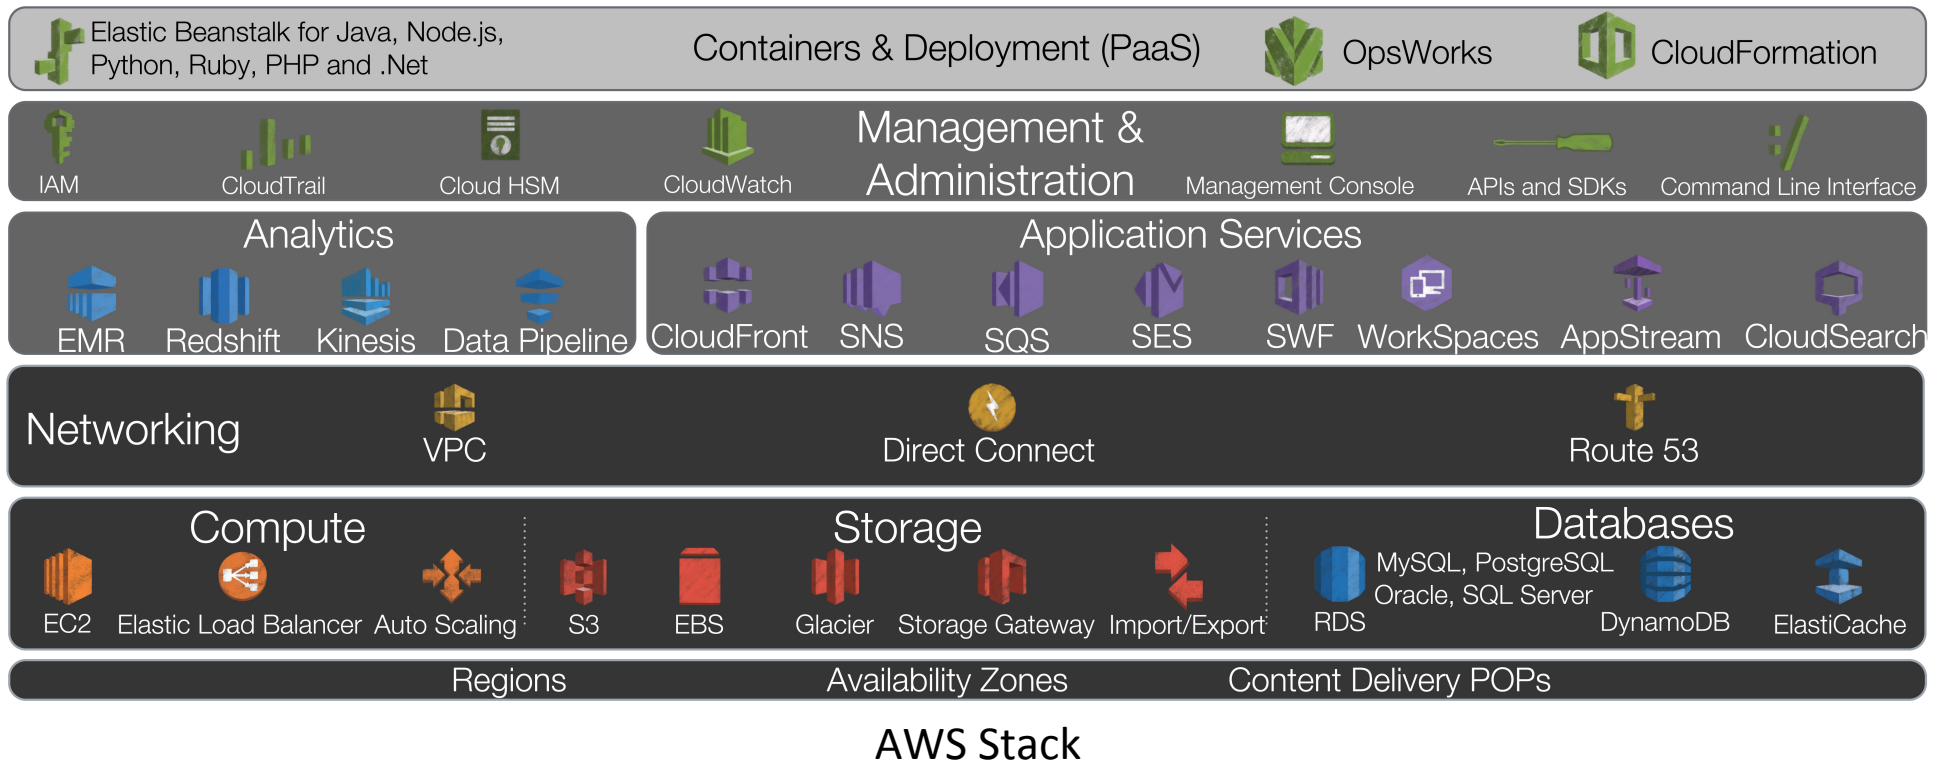 Elastic Beanstalk for Java, Node.js,
Python, Ruby, PHP and .Net
Containers & Deployment (PaaS)
OpsWorks
CloudFormation
Management &
Administration
IAM
CloudTrail
Cloud HSM
CloudWatch
Management Console
APIs and SDKs
Command Line Interface
Analytics
EMR
Redshift
Kinesis
Data Pipeline
Application Services
CloudFront
SNS
SQS
SES
SWF
WorkSpaces
AppStream
CloudSearch
Networking
VPC
Direct Connect
Route 53
Compute
EC2
Elastic Load Balancer
Auto Scaling
Storage
S3
EBS
Glacier
Storage Gateway
Import/Export
Databases
MySQL, PostgreSQL
Oracle, SQL Server
RDS
DynamoDB
ElastiCache
Regions
Availability Zones
Content Delivery POPs
AWS Stack